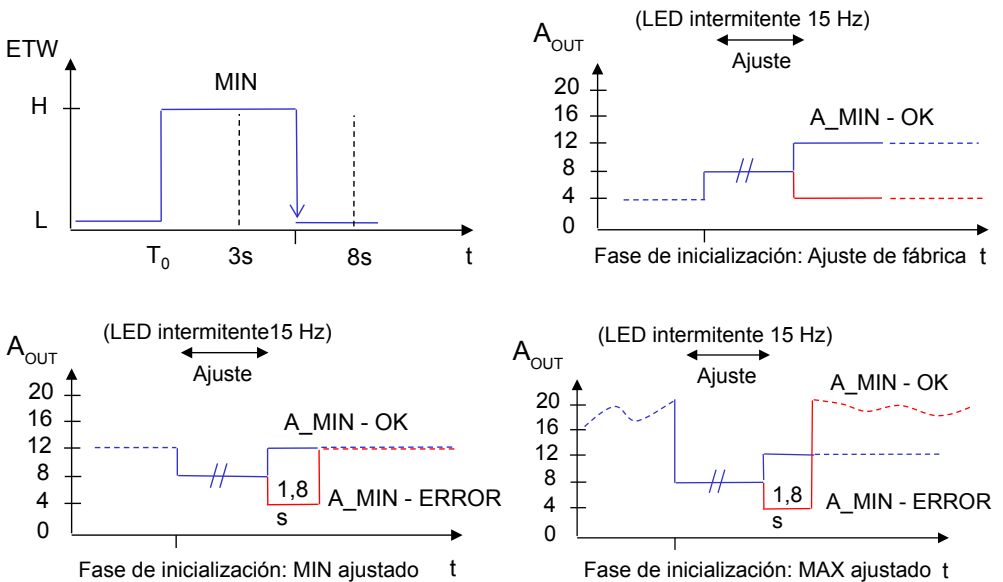 ETW
H
MIN
L
T0
3s
8s
t
(LED intermitente 15 Hz)
AOUT
Ajuste
20
16
12
8
4
0
A_MIN - OK
Fase de inicialización: Ajuste de fábrica t
(LED intermitente15 Hz)
AOUT
Ajuste
20
16
12
8
4
0
A_MIN - OK
1,8
s
A_MIN - ERROR
Fase de inicialización: MIN ajustado t
(LED intermitente 15 Hz)
AOUT
Ajuste
20
16
12
8
4
0
A_MIN - OK
1,8
s
A_MIN - ERROR
Fase de inicialización: MAX ajustado t